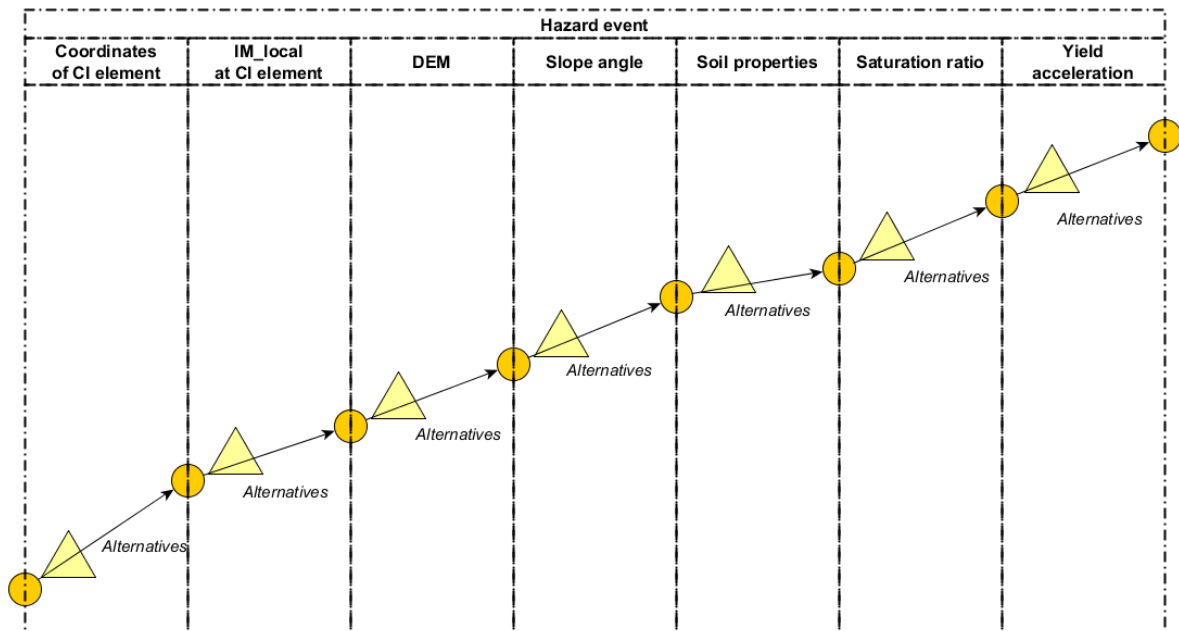 Hazard event
Coordinates
of CI element
IM_local
at CI element
DEM
Slope angle
Soil properties
Saturation ratio
Yield
acceleration
Alternatives
Alternatives
Alternatives
Alternatives
Alternatives
Alternatives
Alternatives